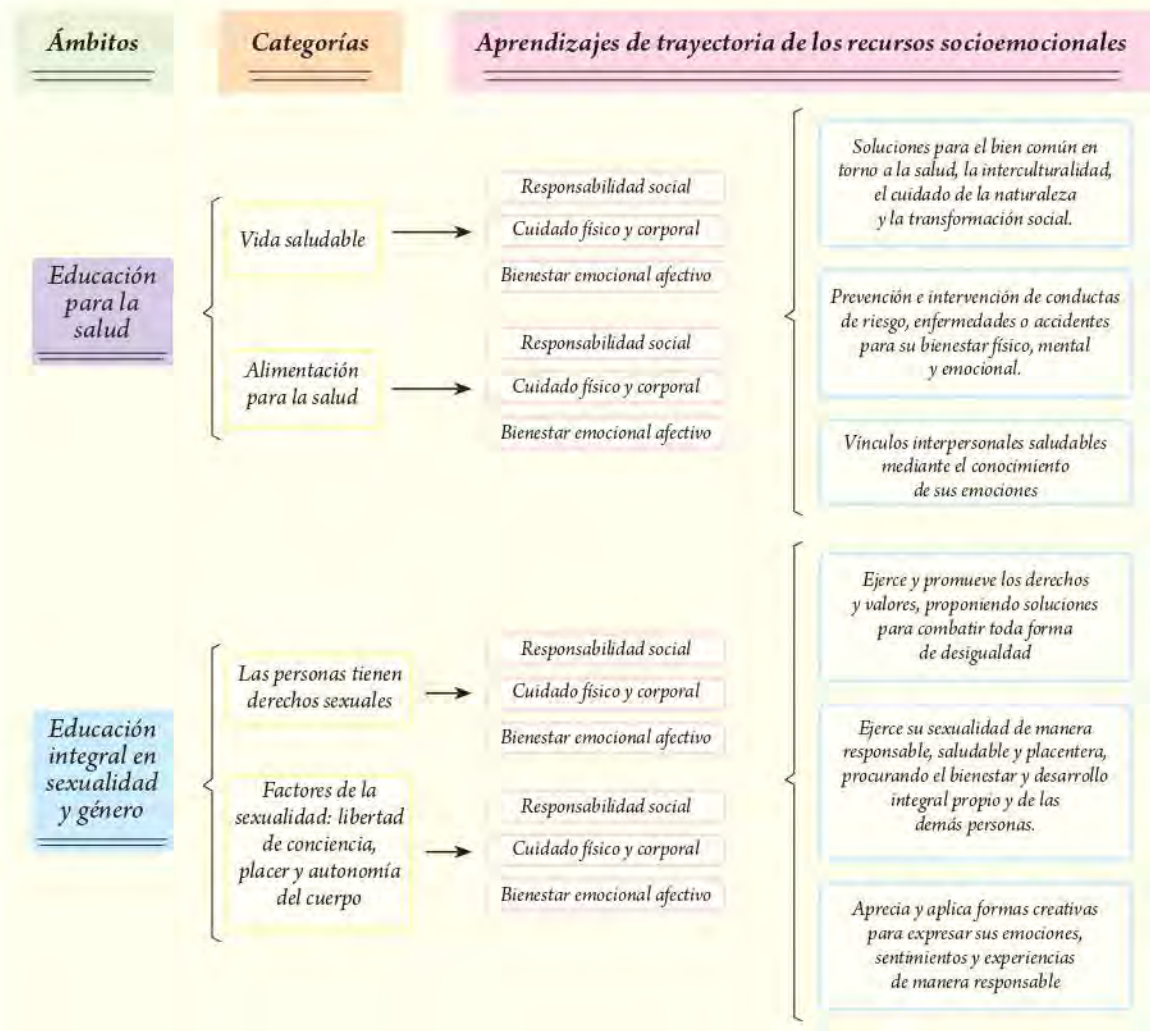 Ámbitos
Categorías
Aprendizajes de trayectoria de los recursos socioemocionales
Educación
para la
salud
Vida saludable
Responsabilidad social
Cuidado físico y corporal
Bienestar emocional afectivo
Alimentación
para la salud
Responsabilidad social
Cuidado físico y corporal
Bienestar emocional afectivo
Soluciones para el bien común en
torno a la salud, la interculturalidad,
el cuidado de la naturaleza
y la transformación social.
Prevención e intervención de conductas
de riesgo, enfermedades o accidentes
para su bienestar físico, mental
y emocional.
Vínculos interpersonales saludables
mediante el conocimiento
de sus emociones
Educación
integral en
sexualidad
y género
Las personas tienen
derechos sexuales
Responsabilidad social
Cuidado físico y corporal
Bienestar emocional afectivo
Factores de la
sexualidad: libertad
de conciencia,
placer y autonomía
del cuerpo
Responsabilidad social
Cuidado físico y corporal
Bienestar emocional afectivo
Ejerce y promueve los derechos
y valores, proponiendo soluciones
para combatir toda forma
de desigualdad
Ejerce su sexualidad de manera
responsable, saludable y placentera,
procurando el bienestar y desarrollo
integral propio y de las
demás personas.
Aprecia y aplica formas creativas
para expresar sus emociones,
sentimientos y experiencias
de manera responsable